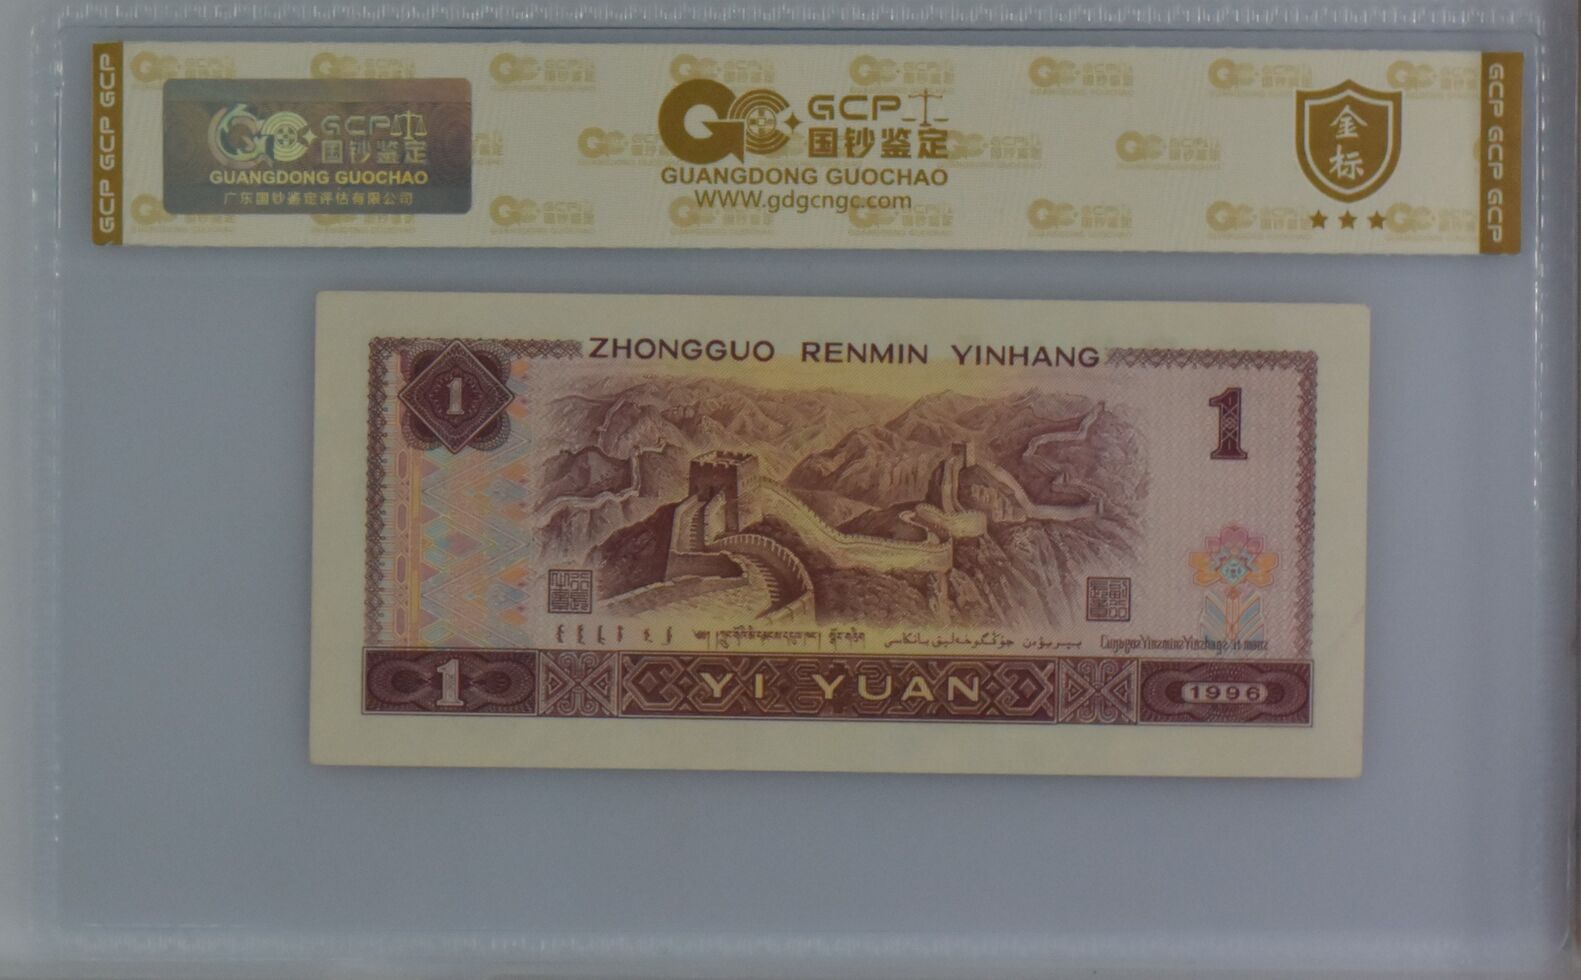 GCP GCP GCP
GCP
国钞鉴定
GUANGDONG GUOCHAO
广东国钞鉴定评估有限公司
GCP
国钞鉴定
GUANGDONG GUOCHAO
WWW.gdgcngc.com
金
标
GCP GCP GCP
ZHONGGUO RENMIN YINHANG
1
1
1
YI YUAN
1996